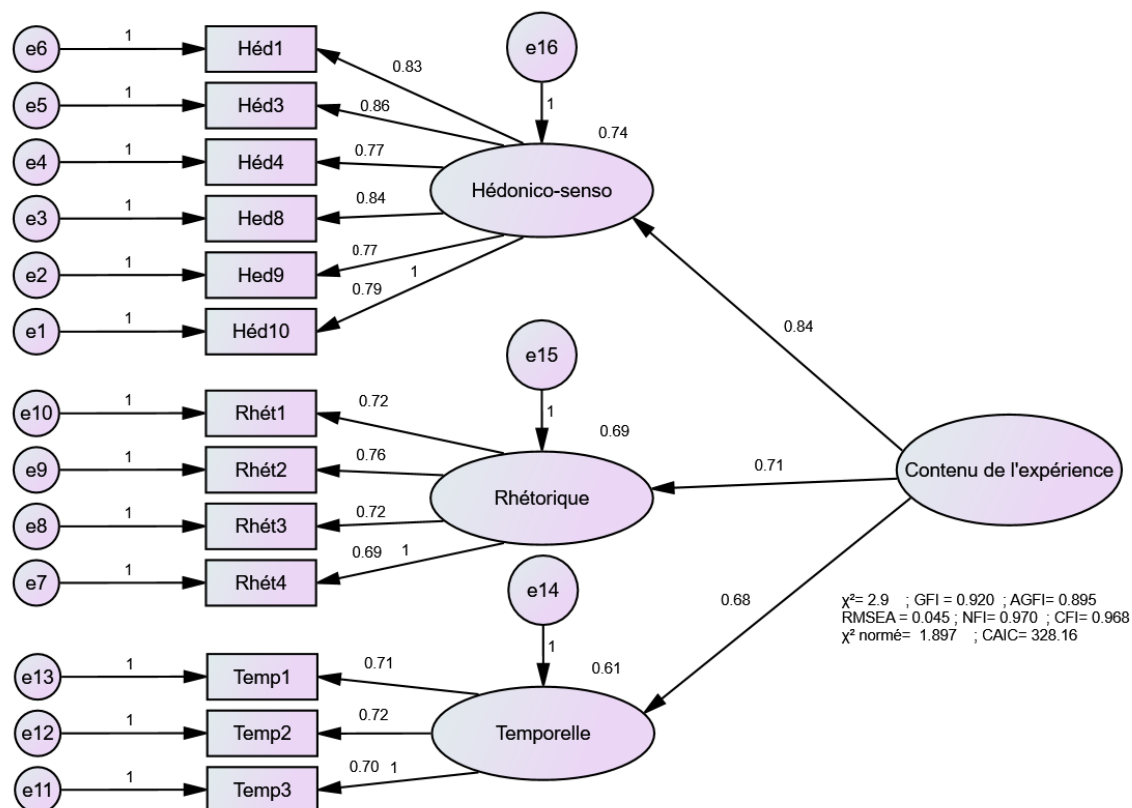 e6
1
Héd1
0.83
e16
1
e5
1
Héd3
0.86
0.74
e4
1
Héd4
0.77
Hédonico-senso
e3
1
Hed8
0.84
e2
1
Hed9
0.77
1
e1
1
Héd10
0.79
0.84
e15
1
e10
1
Rhét1
0.72
0.69
e9
1
Rhét2
0.76
0.71
Contenu de l'expérience
Rhétorique
e8
1
Rhét3
0.72
e7
1
Rhét4
0.69
1
e14
1
0.68
χ²= 2.9 ; GFI = 0.920 ; AGFI= 0.895
RMSEA = 0.045 ; NFI= 0.970 ; CFI= 0.968
χ² normé= 1.897 ; CAIC= 328.16
e13
1
Temp1
0.71
0.61
e12
1
Temp2
0.72
Temporelle
e11
1
Temp3
0.70
1